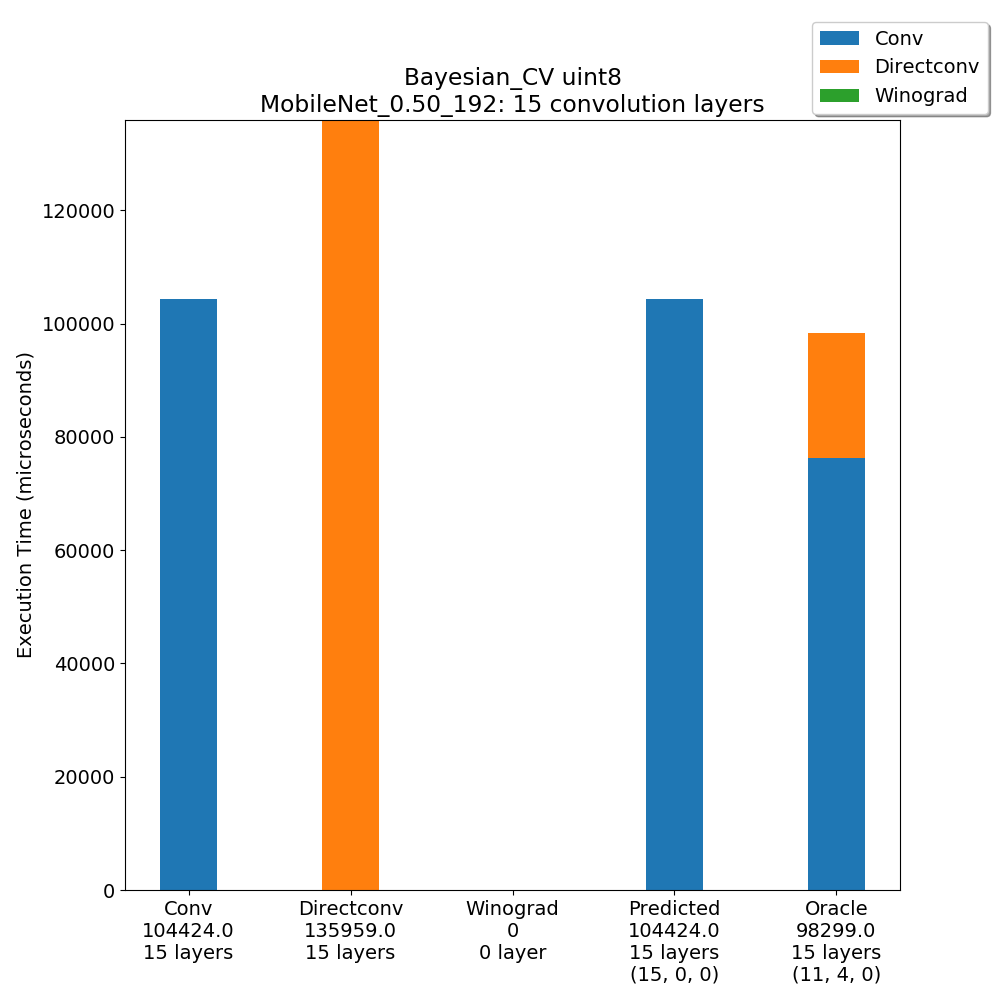 Conv
Directconv
Winograd
Bayesian_CV uint8
MobileNet_0.50_192: 15 convolution layers
Execution Time (microseconds)
120000
100000
80000
60000
40000
20000
0
Conv
104424.0
15 layers
Directconv
135959.0
15 layers
Winograd
0
0 layer
Predicted
104424.0
15 layers
(15, 0, 0)
Oracle
98299.0
15 layers
(11, 4, 0)